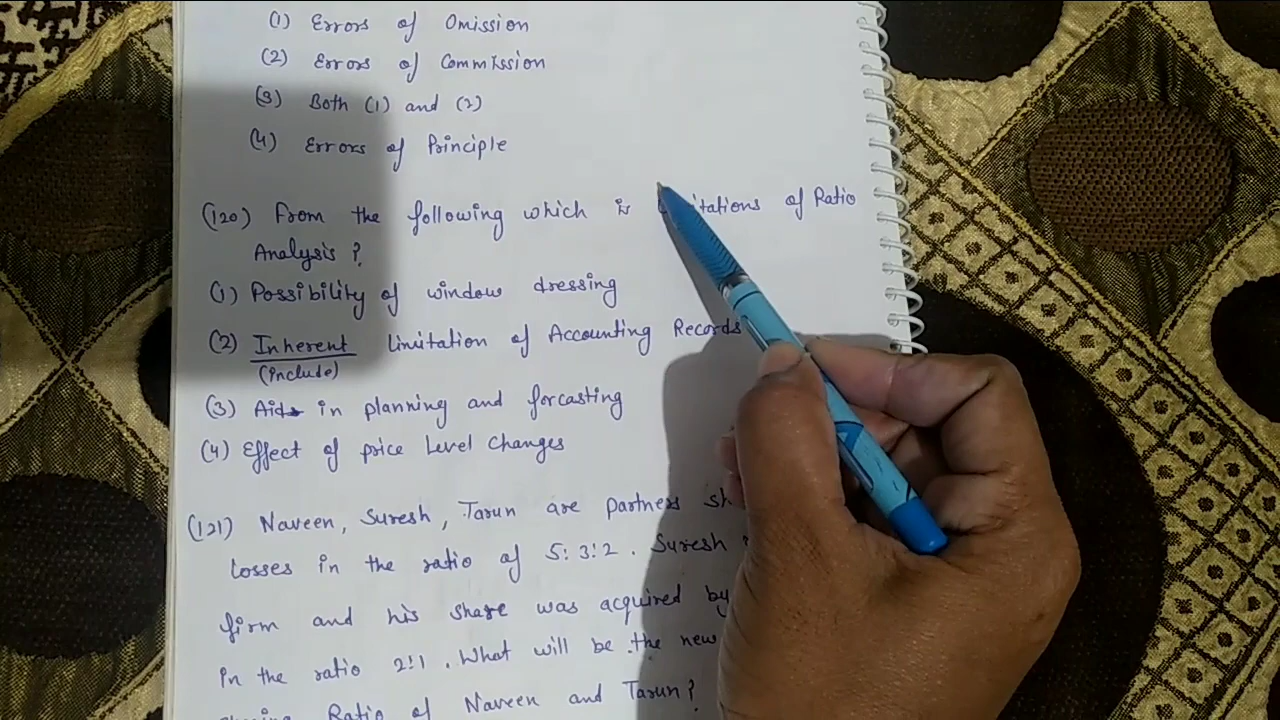 (1) Errors of Omission
(2) Errors of Commission
(3) Both (1) and (2)
(4) Errors of Principle
(120) From the following which is of Ratio
Analysis ?
(1) Possibility of window dressing
(2) Inherent limitation of Accounting Records
(include)
(3) Aids in planning and forcasting
(4) Effect of price Level changes
(121) Naveen, Suresh, Tarun are partners
losses in the ratio of 5:3:2. Suresh
firm and his share was acquired by
in the ratio 2:1. What will be the new
Ratio of Naveen and Tarun?